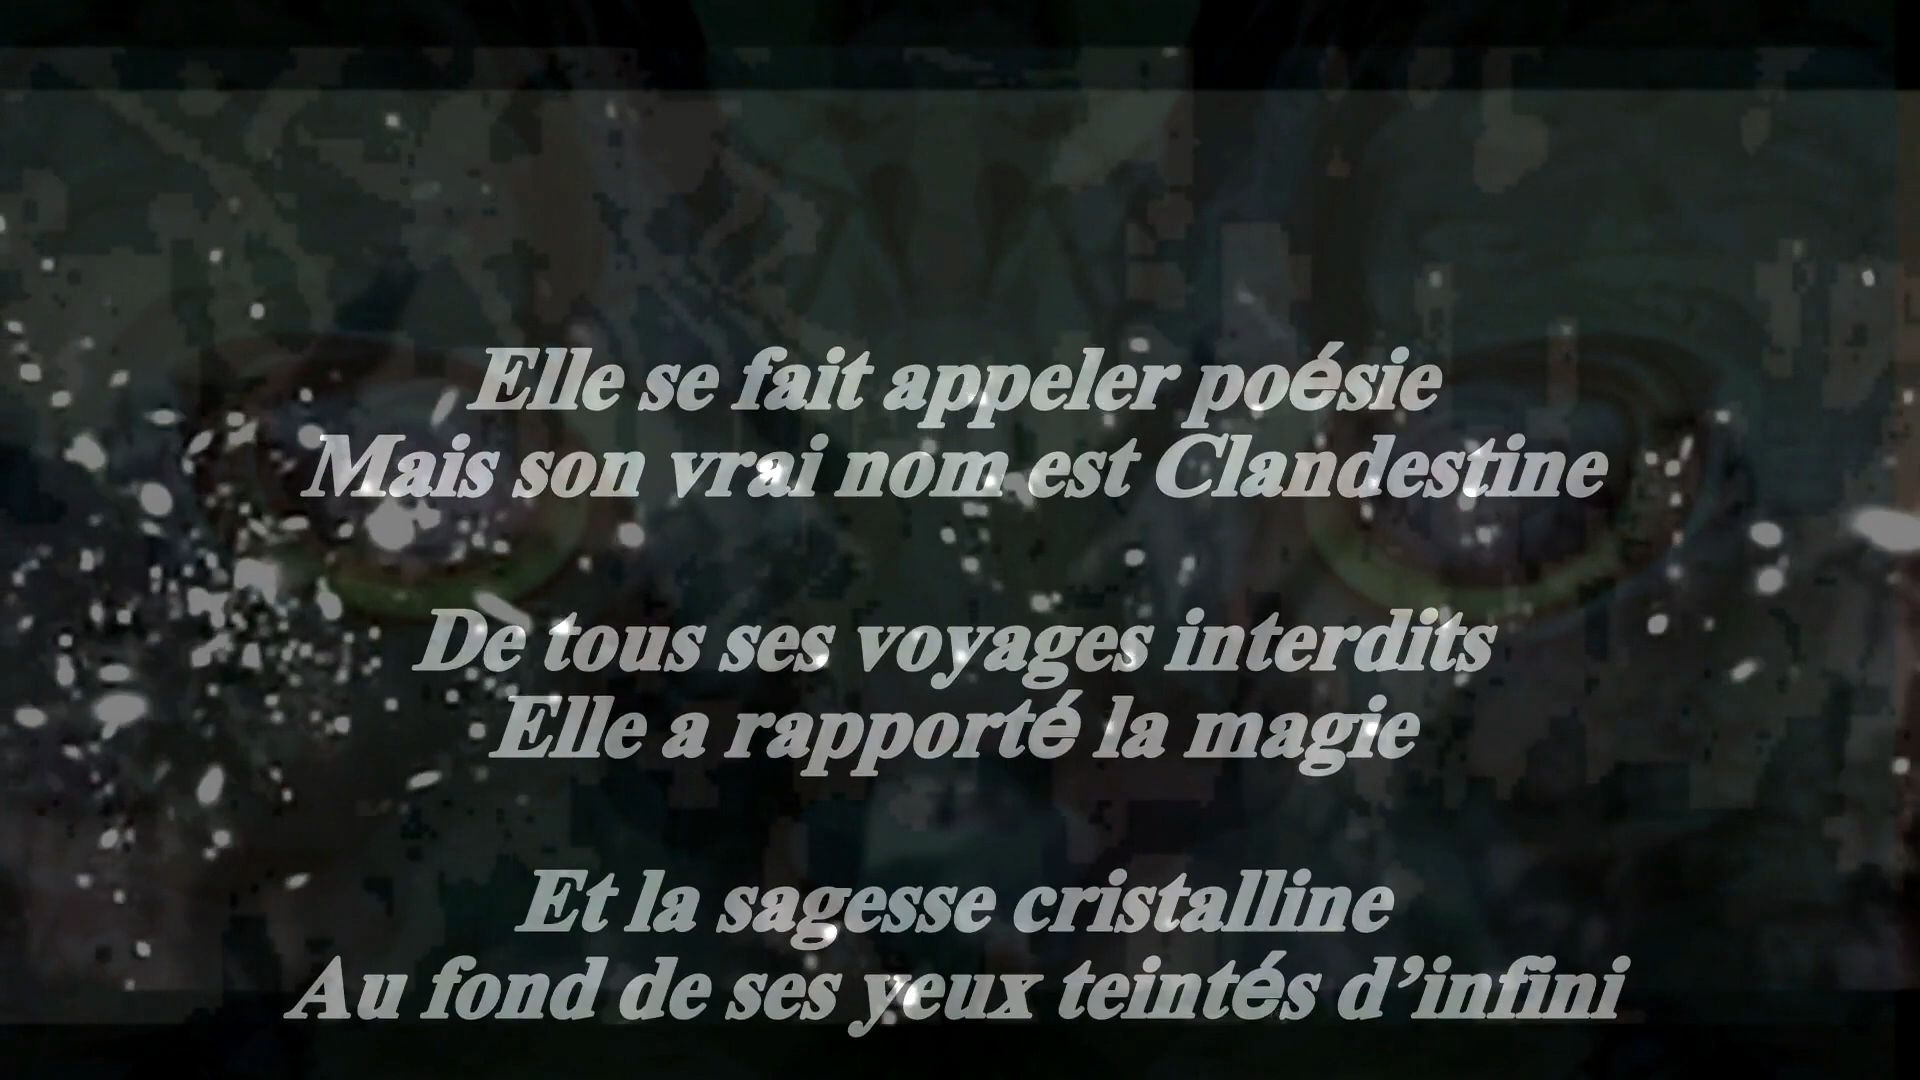 Elle se fait appeler poésie
Mais son vrai nom est Clandestine
De tous ses voyages interdits
Elle a rapporté la magie
Et la sagesse cristalline
Au fond de ses yeux teintés d’infini